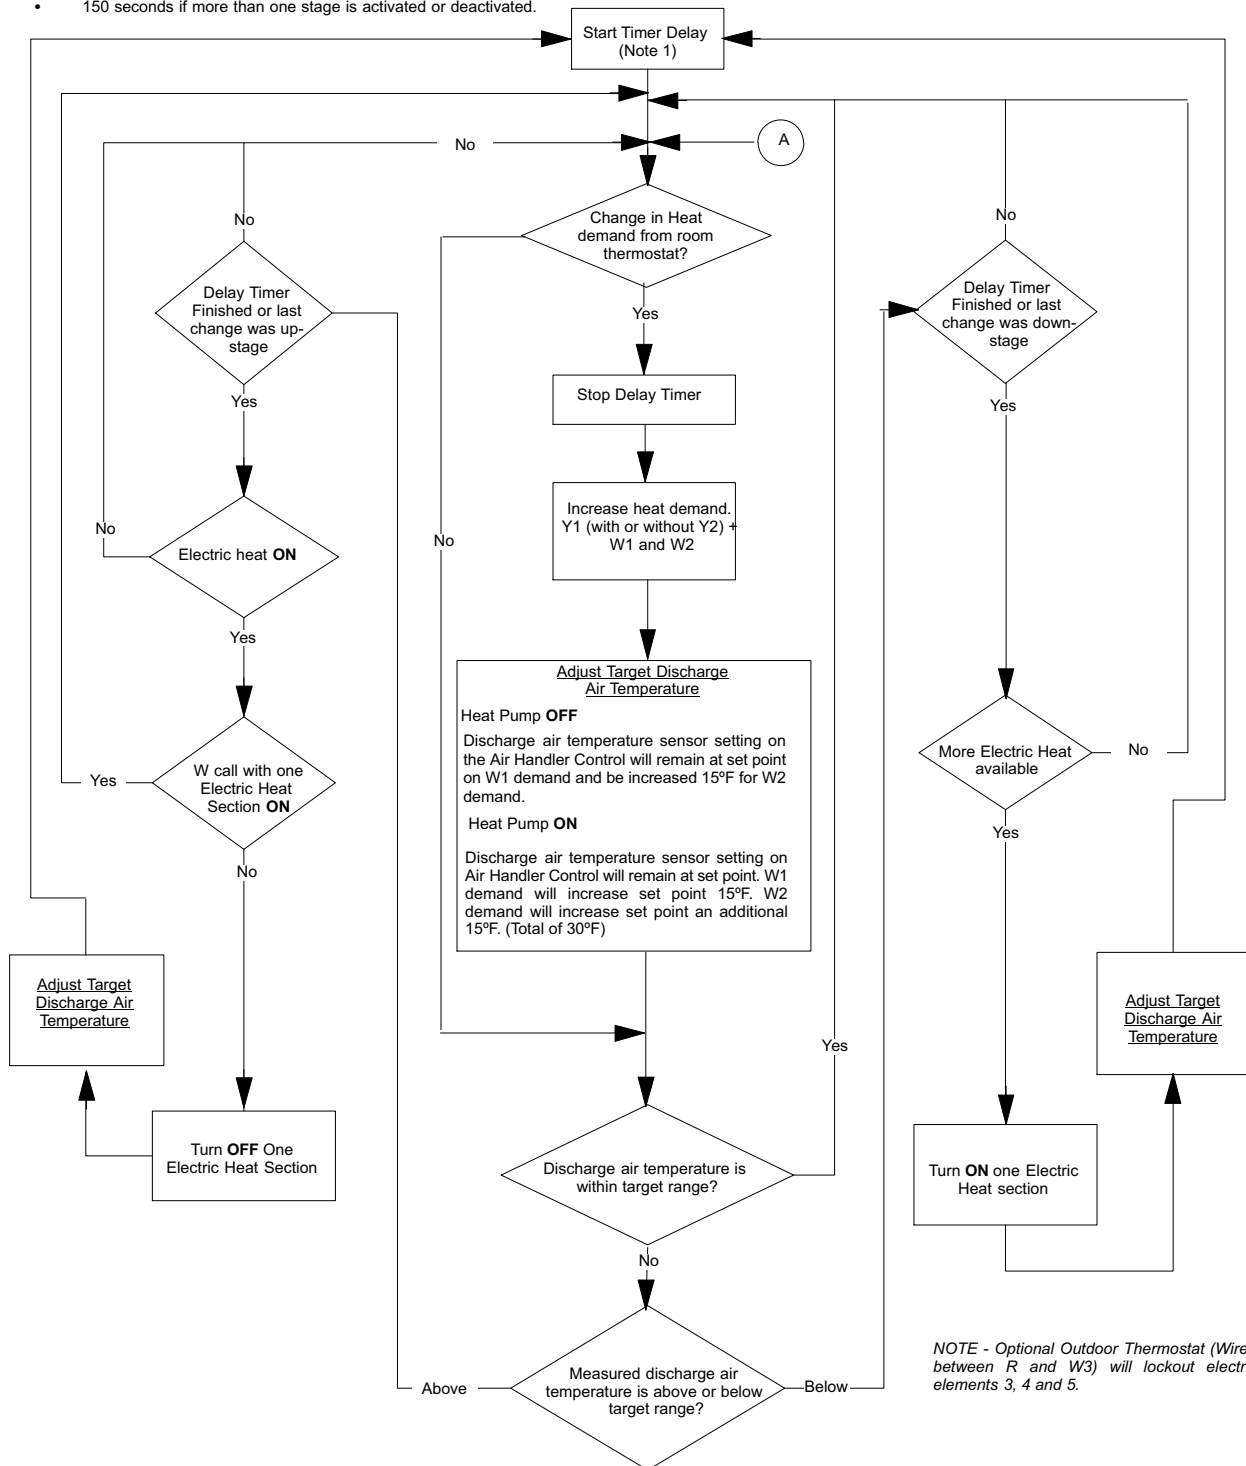 • 150 seconds if more than one stage is activated or deactivated.
Start Timer Delay
(Note 1)
No
A
No
Change in Heat
demand from room
thermostat?
No
Delay Timer
Finished or last
change was up-
stage
Yes
Delay Timer
Finished or last
change was down-
stage
Yes
Stop Delay Timer
Yes
No
Electric heat ON
No
Increase heat demand.
Y1 (with or without Y2) +
W1 and W2
Yes
Adjust Target Discharge
Air Temperature
Heat Pump OFF
Discharge air temperature sensor setting on
the Air Handler Control will remain at set point
on W1 demand and be increased 15ºF for W2
demand.
Heat Pump ON
Discharge air temperature sensor setting on
Air Handler Control will remain at set point. W1
demand will increase set point 15ºF. W2
demand will increase set point an additional
15ºF. (Total of 30ºF)
Yes
W call with one
Electric Heat
Section ON
No
More Electric Heat
available
No
Yes
Adjust Target
Discharge Air
Temperature
Adjust Target
Discharge Air
Temperature
Yes
Turn OFF One
Electric Heat Section
Discharge air temperature is
within target range?
Turn ON one Electric
Heat section
No
Above
Measured discharge air
temperature is above or below
target range?
Below
NOTE - Optional Outdoor Thermostat (Wire
between R and W3) will lockout electr
elements 3, 4 and 5.